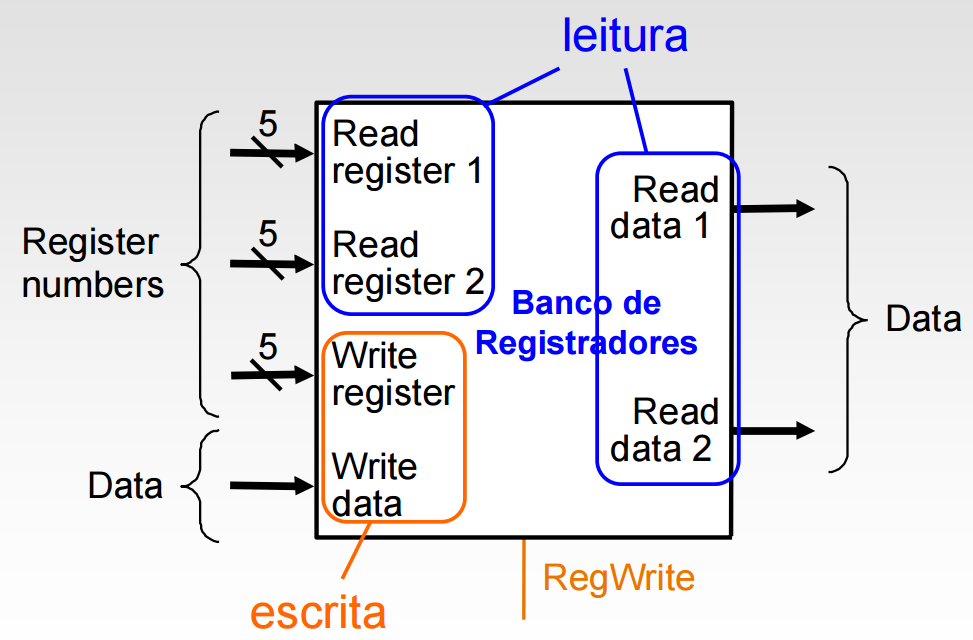 leitura
5
Read
register 1
Read
data 1
5
Register
numbers
Read
register 2
Banco de
Registradores
Data
5
Write
register
Read
data 2
Data
Write
data
RegWrite
escrita